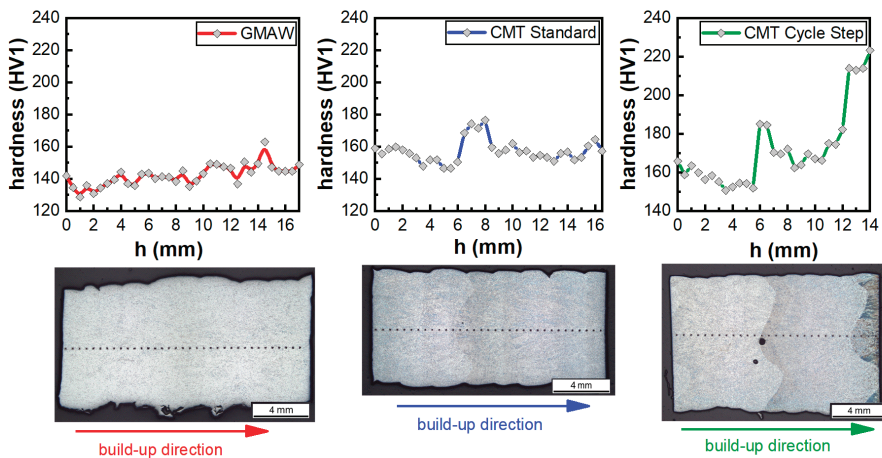 GMAW
hardness (HV1)
240
220
200
180
160
140
120
0 2 4 6 8 10 12 14 16
h (mm)
CMT Standard
hardness (HV1)
240
220
200
180
160
140
120
0 2 4 6 8 10 12 14 16
h (mm)
CMT Cycle Step
hardness (HV1)
240
220
200
180
160
140
0 2 4 6 8 10 12 14
h (mm)
4 mm
build-up direction
4 mm
build-up direction
4mm
build-up direction